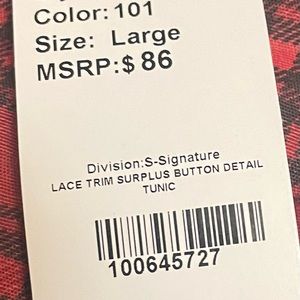 Color: 101
Size: Large
MSRP:$ 86
Division:S-Signature
LACE TRIM SURPLUS BUTTON DETAIL
TUNIC
100645727